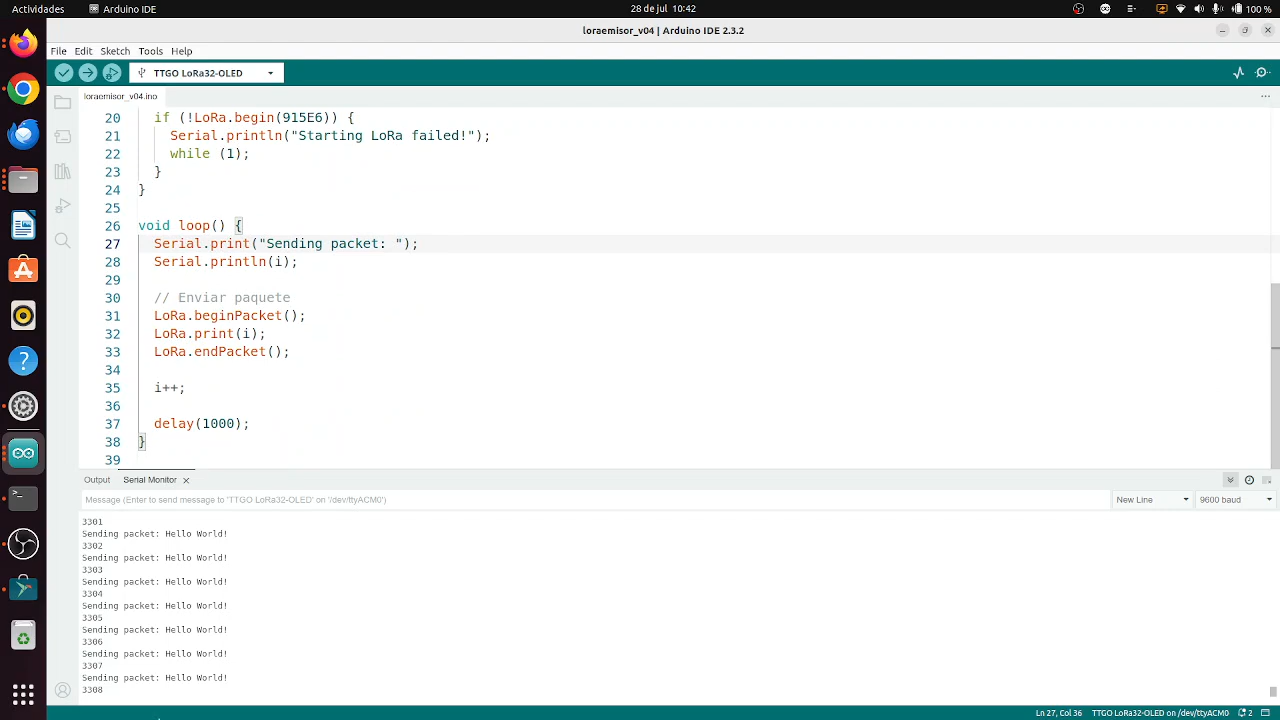 Actividades
Arduino IDE
28 de jul 10:42
100 %
loraemisor_v04 | Arduino IDE 2.3.2
File Edit Sketch Tools Help
TTGO LoRa32-OLED
loraemisor_v04.ino
20 if (!LoRa.begin(915E6)) {
21 Serial.println("Starting LoRa failed!");
22 while (1);
23 }
24 }
25
26 void loop() {
27 Serial.print("Sending packet: ");
28 Serial.println(i);
29
30 // Enviar paquete
31 LoRa.beginPacket();
32 LoRa.print(i);
33 LoRa.endPacket();
34
35 i++;
36
37 delay(1000);
38 }
39
Output Serial Monitor
Message (Enter to send message to 'TTGO LoRa32-OLED' on '/dev/ttyACM0')
New Line
9600 baud
3301
Sending packet: Hello World!
3302
Sending packet: Hello World!
3303
Sending packet: Hello World!
3304
Sending packet: Hello World!
3305
Sending packet: Hello World!
3306
Sending packet: Hello World!
3307
Sending packet: Hello World!
3308
Ln 27, Col 36 TTGO LoRa32-OLED on /dev/ttyACM0 2